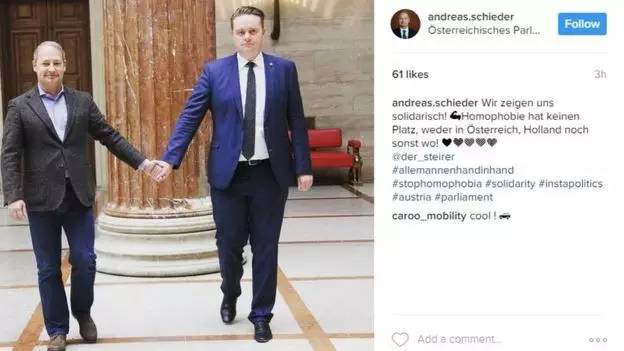 andreas.schieder
Österreichisches Parl...
Follow
61 likes
3h
andreas.schieder Wir zeigen uns
solidarisch! 💪Homophobie hat keinen
Platz, weder in Österreich, Holland noch
sonst wo! ❤❤💗💗💗
@der_steirer
#allemannenhandinhand
#stophomophobia #solidarity #instapolitics
#austria #parliament
caroo_mobility cool ! 🚗
Add a comment...